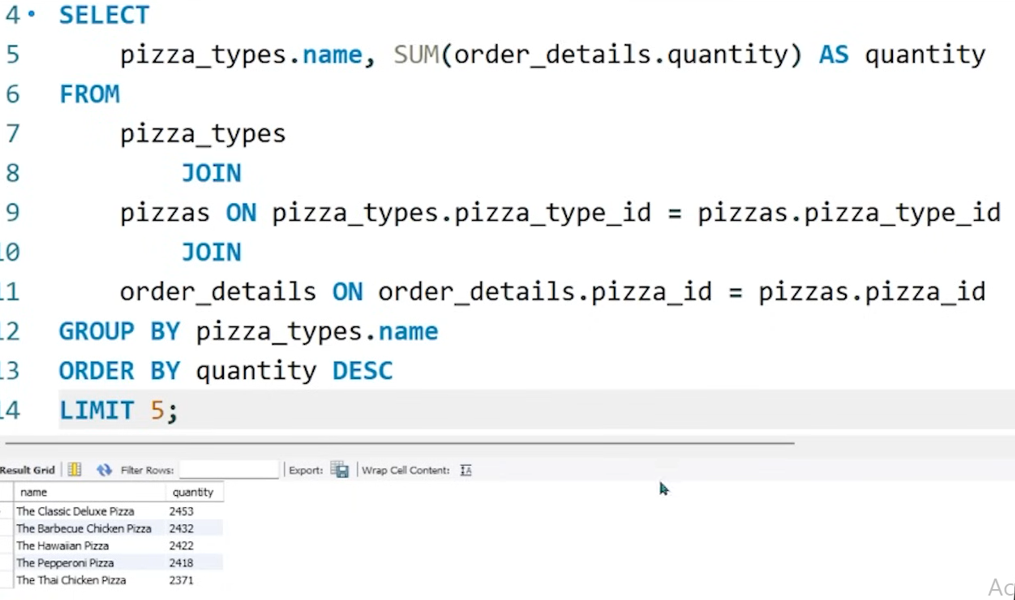 4 SELECT
5 pizza_types.name, SUM(order_details.quantity) AS quantity
6 FROM
7 pizza_types
8 JOIN
9 pizzas ON pizza_types.pizza_type_id = pizzas.pizza_type_id
10 JOIN
11 order_details ON order_details.pizza_id = pizzas.pizza_id
12 GROUP BY pizza_types.name
13 ORDER BY quantity DESC
14 LIMIT 5;
Result Grid Filter Rows: Export: Wrap Cell Content: IA
name quantity
The Classic Deluxe Pizza 2453
The Barbecue Chicken Pizza 2432
The Hawaiian Pizza 2422
The Pepperoni Pizza 2418
The Thai Chicken Pizza 2371